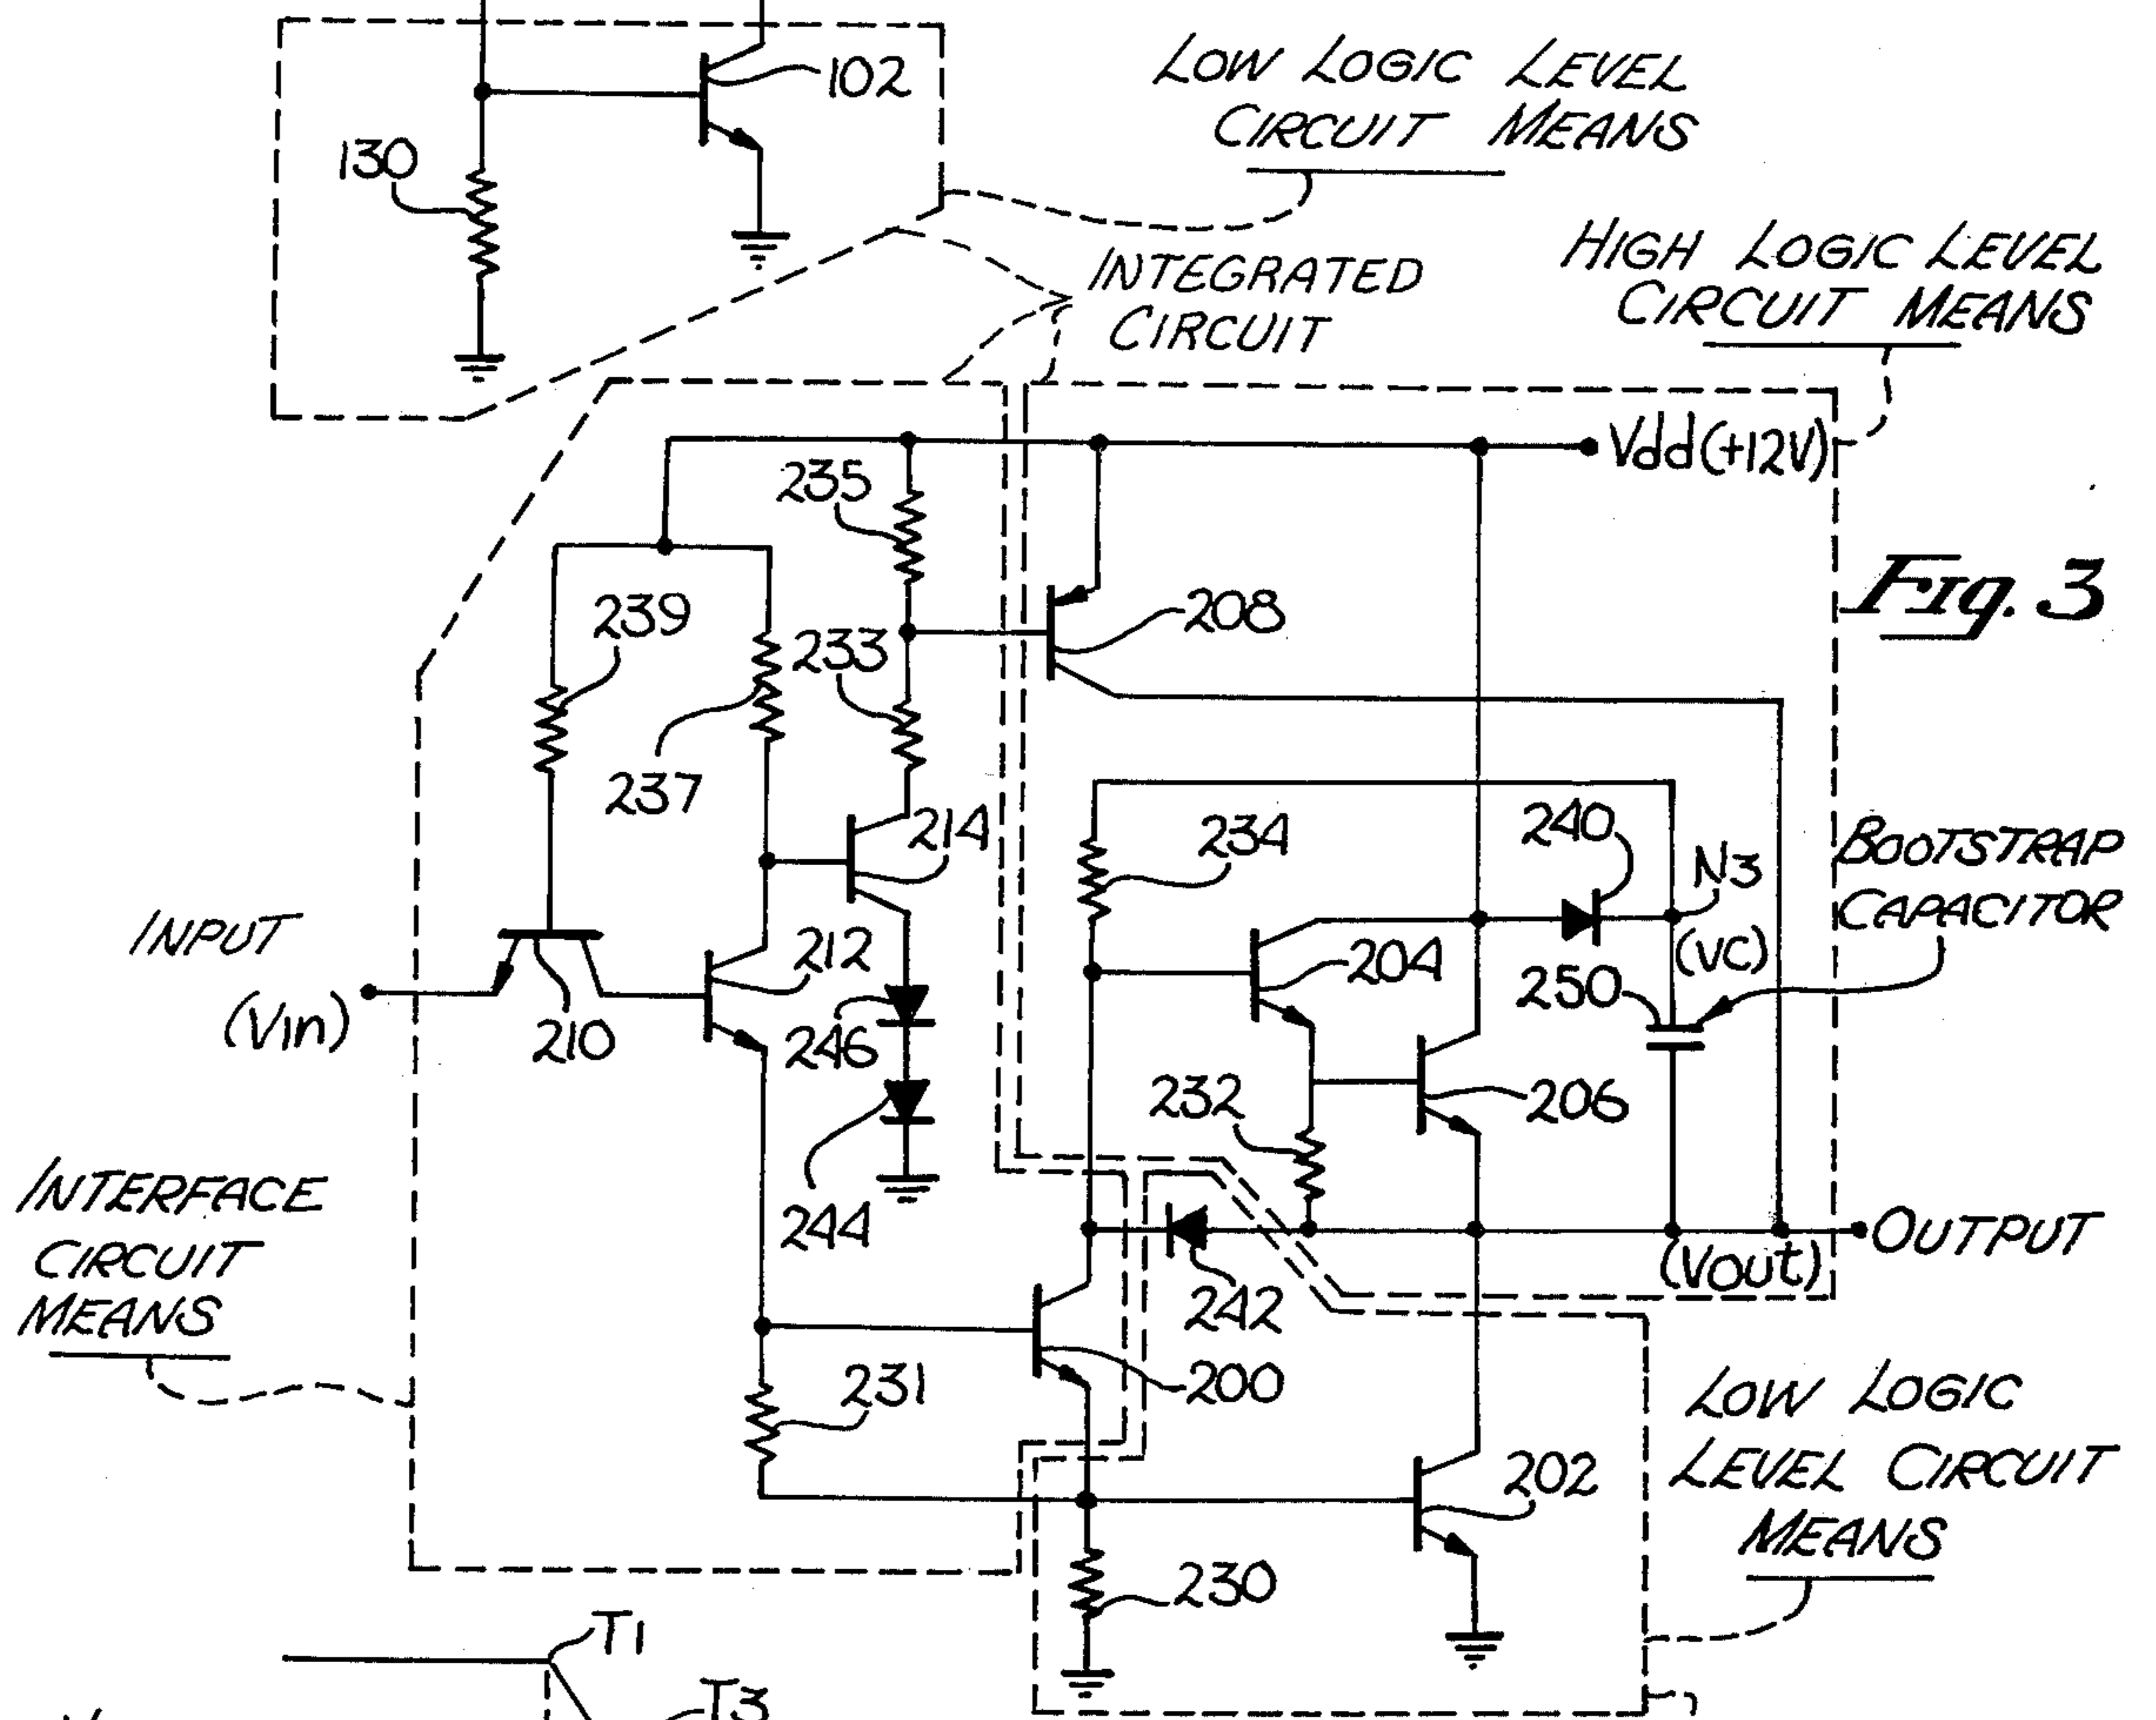 102
130
LOW LOGIC LEVEL
CIRCUIT MEANS
INTEGRATED
CIRCUIT
HIGH LOGIC LEVEL
CIRCUIT MEANS
Vdd (+12V)
235
Fig. 3
239
208
233
237
214
234
240
N3
BOOTSTRAP
CAPACITOR
INPUT
(Vin)
210
212
204
(VC)
250
246
232
206
INTERFACE
CIRCUIT
MEANS
244
242
(Vout)
OUTPUT
231
200
LOW LOGIC
LEVEL CIRCUIT
MEANS
202
230
T1
T3